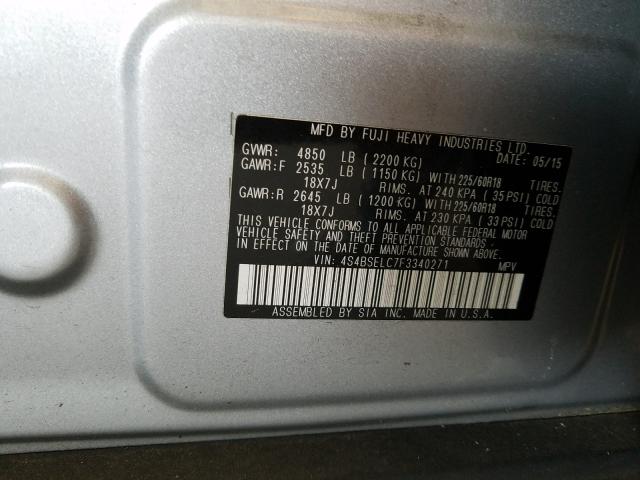 MFD BY FUJI HEAVY INDUSTRIES LTD.
GVWR: 4850 LB ( 2200 KG) DATE: 05/15
GAWR:F 2535 LB ( 1150 KG) WITH 225/60R18 TIRES.
18X7J RIMS. AT 240 KPA ( 35 PSI) COLD
GAWR:R 2645 LB ( 1200 KG) WITH 225/60R18 TIRES.
18X7J RIMS. AT 230 KPA ( 33 PSI) COLD
THIS VEHICLE CONFORMS TO ALL APPLICABLE FEDERAL MOTOR
VEHICLE SAFETY AND THEFT PREVENTION STANDARDS
IN EFFECT ON THE DATE OF MANUFACTURE SHOWN ABOVE.
VIN: 4S4BSELC7F3340271 MPV
ASSEMBLED BY SIA INC. MADE IN U.S.A.